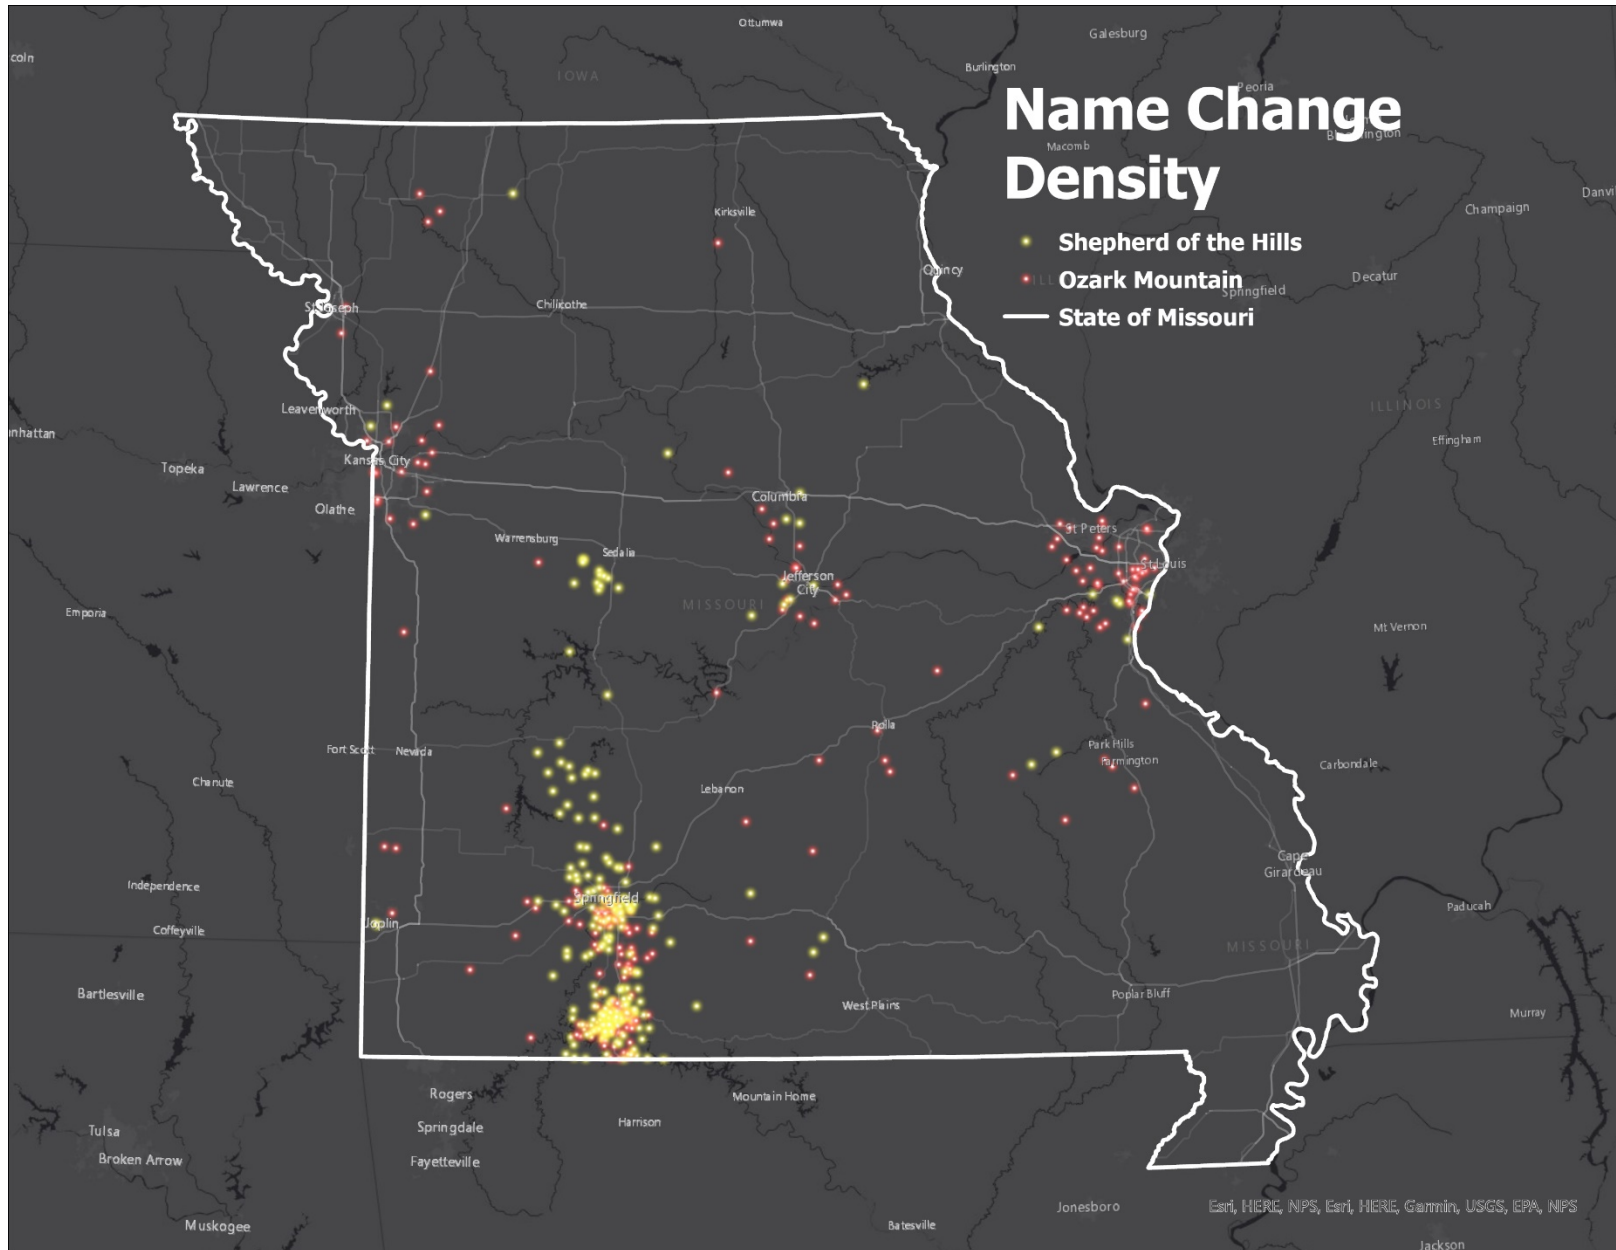 Ottumwa
Galesburg
coln
Burlington
IOWA
Peoria
Name Change
Density
Macomb
Danvi
Champaign
Kirksville
Shepherd of the Hills
Quincy
Ozark Mountain
Decatur
Springfield
St Joseph
Chillicothe
State of Missouri
Leavenworth
ILLINOIS
anhattan
Effingham
Kansas City
Topeka
Lawrence
Columbia
Olathe
St Peters
Warrensburg
Sedalia
St Louis
Jefferson
City
MISSOURI
Emporia
Mt Vernon
Rolla
Fort Scott
Nevada
Park Hills
Farmington
Carbondale
Chanute
Lebanon
Cape
Girardeau
Independence
Springfield
Paducah
Joplin
Coffeyville
MISSOURI
Bartlesville
Poplar Bluff
West Plains
Murray
Rogers
Mountain Home
Harrison
Springdale
Tulsa
Broken Arrow
Fayetteville
Jonesboro
Esri, HERE, NPS, Esri, HERE, Garmin, USGS, EPA, NPS
Muskogee
Batesville
Jackson